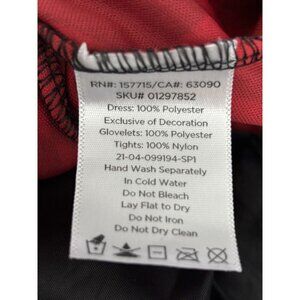 RN#: 157715/CA#: 63090
SKU# 01297852
Dress: 100% Polyester
Exclusive of Decoration
Glovelets: 100% Polyester
Tights: 100% Nylon
21-04-099194-SP1
Hand Wash Separately
In Cold Water
Do Not Bleach
Lay Flat to Dry
Do Not Iron
Do Not Dry Clean